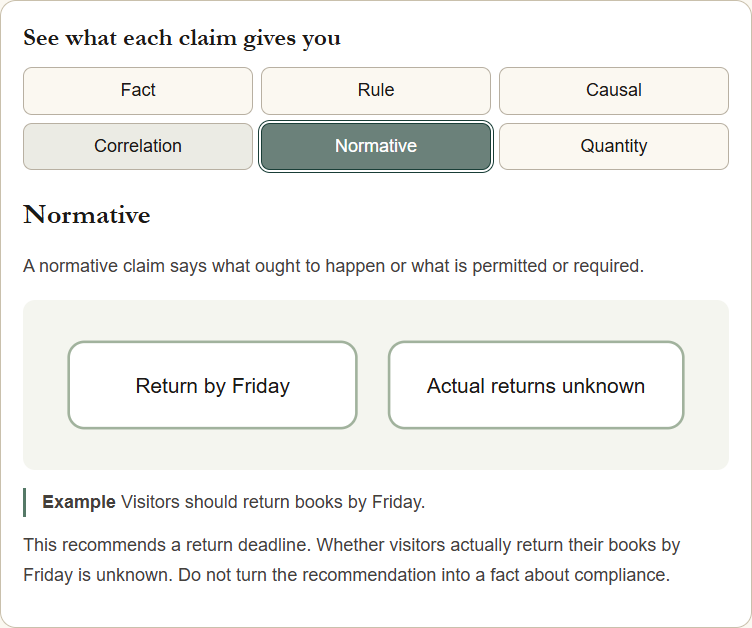 See what each claim gives you
Fact
Rule
Causal
Correlation
Normative
Quantity
Normative
A normative claim says what ought to happen or what is permitted or required.
Return by Friday
Actual returns unknown
Example Visitors should return books by Friday.
This recommends a return deadline. Whether visitors actually return their books by
Friday is unknown. Do not turn the recommendation into a fact about compliance.